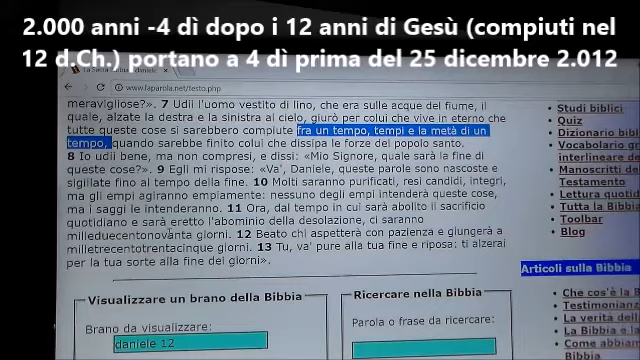 2.000 anni -4 dì dopo i 12 anni di Gesù (compiuti nel
12 d.Ch.) portano a 4 dì prima del 25 dicembre 2.012
www.laparola.net/testo.php
meravigliose?». 7 Udii l'uomo vestito di lino, che era sulle acque del fiume, il
quale, alzate la destra e la sinistra al cielo, giurò per colui che vive in eterno che
tutte queste cose si sarebbero compiute fra un tempo, tempi e la metà di un
tempo, quando sarebbe finito colui che dissipa le forze del popolo santo.
8 Io udii bene, ma non compresi, e dissi: «Mio Signore, quale sarà la fine di
queste cose?». 9 Egli mi rispose: «Va', Daniele, queste parole sono nascoste e
sigillate fino al tempo della fine. 10 Molti saranno purificati, resi candidi, integri,
ma gli empi agiranno empiamente: nessuno degli empi intenderà queste cose,
ma i saggi le intenderanno. 11 Ora, dal tempo in cui sarà abolito il sacrificio
quotidiano e sarà eretto l'abominio della desolazione, ci saranno
milleduecentonovanta giorni. 12 Beato chi aspetterà con pazienza e giungerà a
milletrecentotrentacinque giorni. 13 Tu, va' pure alla tua fine e riposa: ti alzerai
per la tua sorte alla fine dei giorni».
Visualizzare un brano della Bibbia
Brano da visualizzare:
daniele 12
Ricercare nella Bibbia
Parola o frase da ricercare:
Studi biblici
Quiz
Dizionario bibl
Vocabolario gr
interlineare de
Manoscritti de
Testamento
Lettura quotid
Tutta la Bibbia
Toolbar
Blog
Articoli sulla Bibbia
Che cos'è la B
Testimonianz
La verità dell
La Bibbia e la
Come abbian
Bibbia